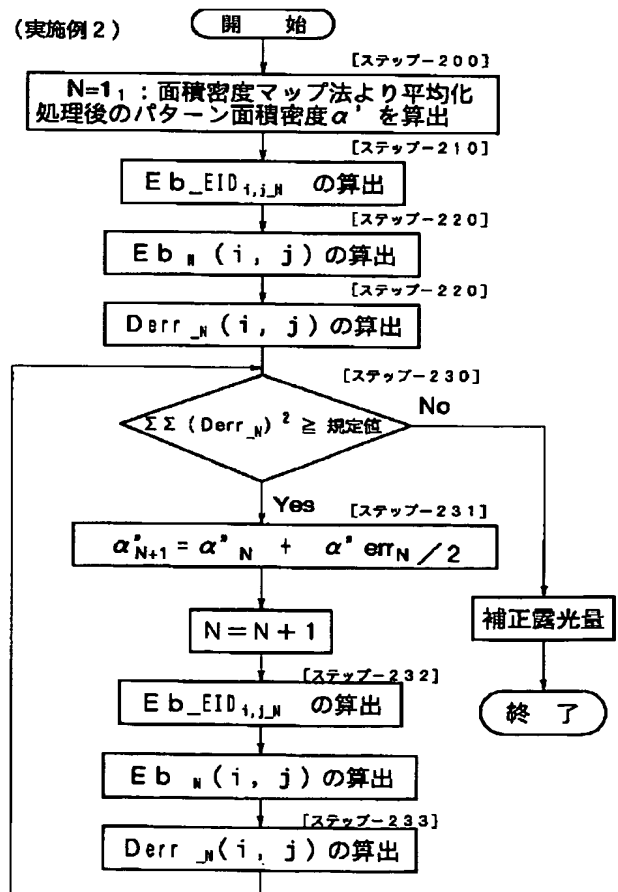 (実施例2)
開　始
[ステップ-200]
N=1₁ : 面積密度マップ法より平均化
処理後のパターン面積密度α' を算出
[ステップ-210]
Eb_EID i,j_N の算出
[ステップ-220]
Eb N (i, j) の算出
[ステップ-220]
Derr _N (i, j) の算出
[ステップ-230]
ΣΣ (Derr _N) ² ≧ 規定値
No
Yes
[ステップ-231]
α" N+1 = α" N + α" err N / 2
補正露光量
N=N+1
[ステップ-232]
Eb_EID i,j_N の算出
終　了
Eb N (i, j) の算出
[ステップ-233]
Derr _N (i, j) の算出